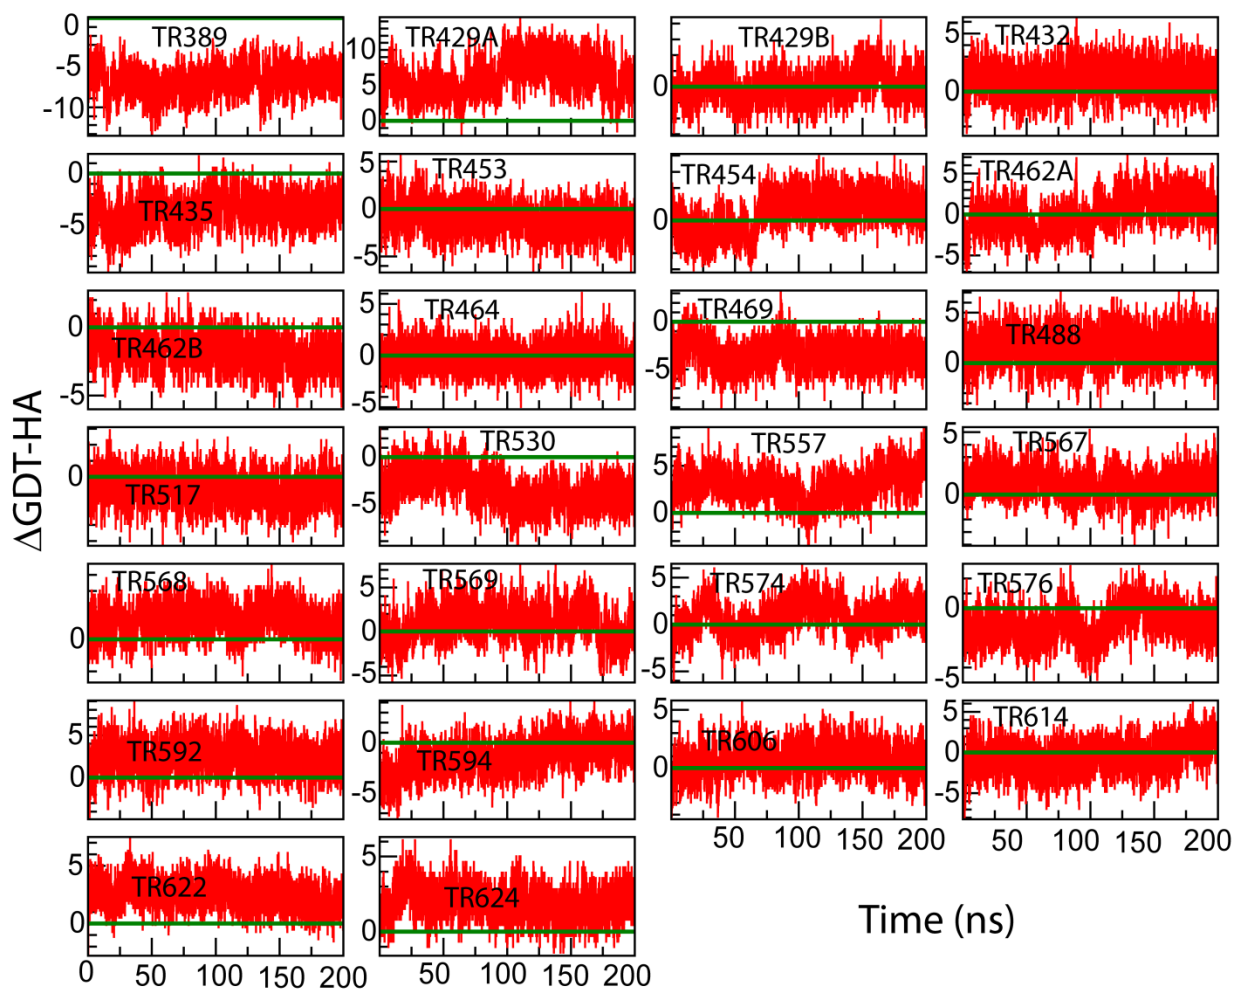 0
-5
-10
TR389
10
5
0
TR429A
0
TR429B
5
0
TR432
0
-5
TR435
5
0
-5
TR453
0
TR454
5
0
-5
TR462A
0
-5
TR462B
5
0
-5
TR464
0
-5
TR469
5
0
TR488
0
TR517
0
-5
TR530
5
0
TR557
5
0
TR567
0
TR568
5
0
-5
TR569
5
0
-5
TR574
0
-5
TR576
5
0
TR592
0
-5
TR594
5
0
TR606
5
0
-5
TR614
50 100 150 200
50 100 150 200
5
0
TR622
5
0
TR624
0 50 100 150 200
50 100 150 200
ΔGDT-HA
Time (ns)